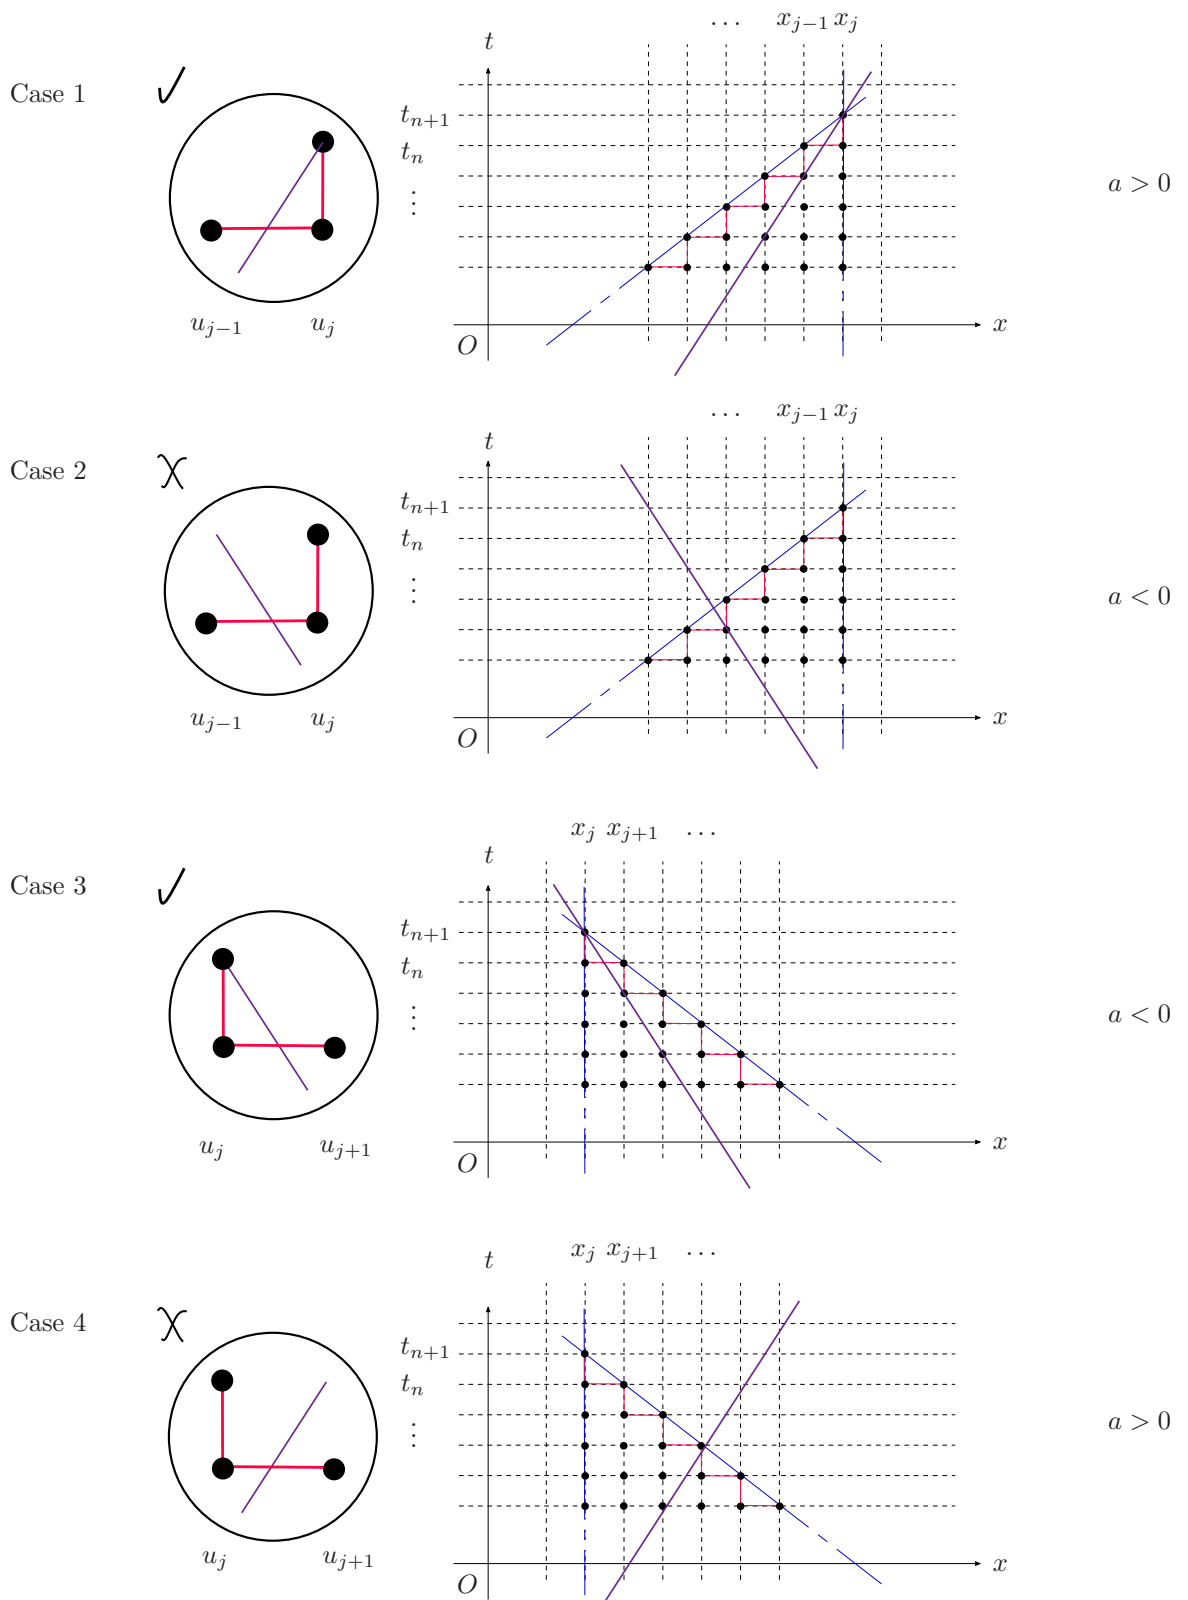 … x_{j−1} x_j
t
Case 1 ✓
t_{n+1}
t_n
⋮
a > 0
u_{j−1} u_j
O x
… x_{j−1} x_j
t
Case 2 ✗
t_{n+1}
t_n
⋮
a < 0
u_{j−1} u_j
O x
x_j x_{j+1} …
t
Case 3 ✓
t_{n+1}
t_n
⋮
a < 0
u_j u_{j+1}
O x
x_j x_{j+1} …
t
Case 4 ✗
t_{n+1}
t_n
⋮
a > 0
u_j u_{j+1}
O x